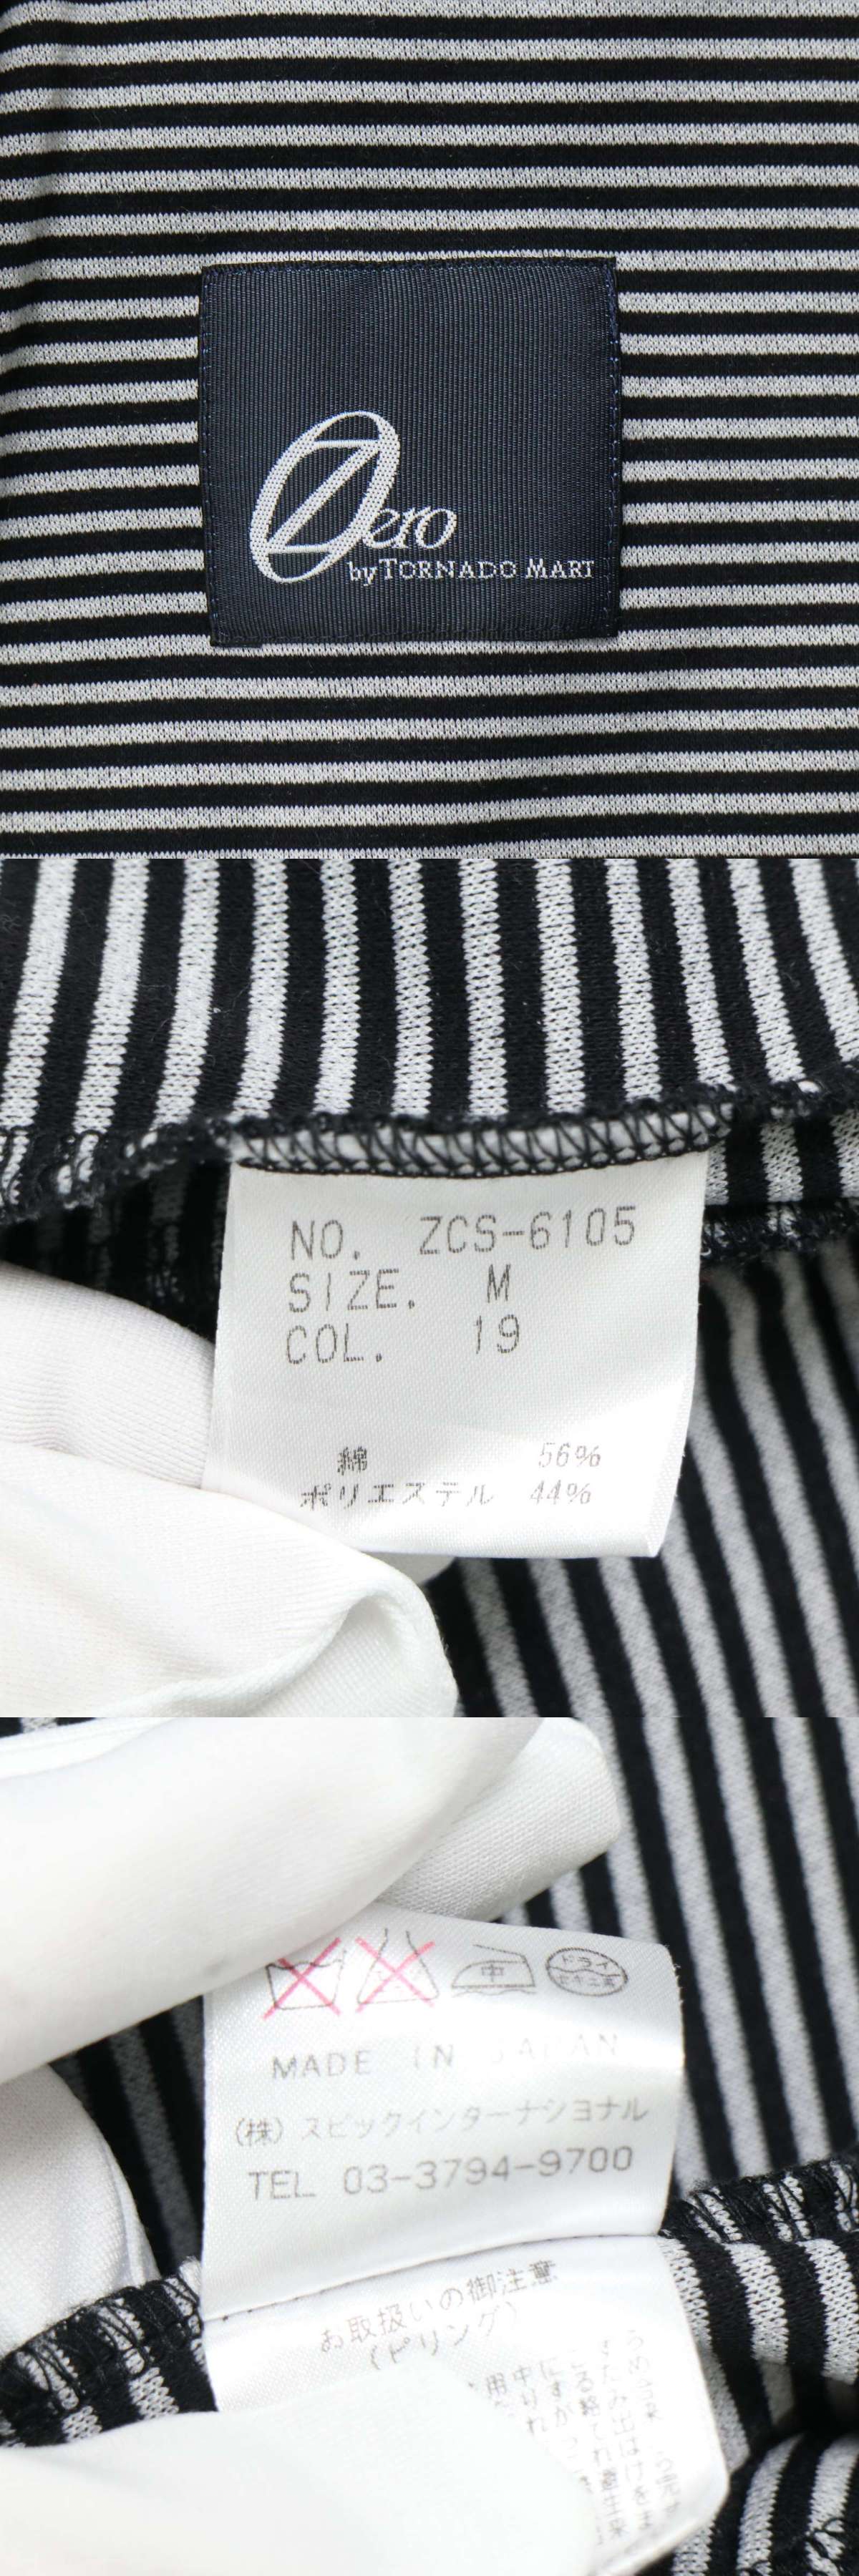 Zero
by TORNADO MART
NO. ZCS-6105
SIZE. M
COL. 19
綿 56%
ポリエステル 44%
中 ドライ
MADE IN JAPAN
(株) スピックインターナショナル
TEL 03-3794-9700
お取扱いの御注意
(ピリング)